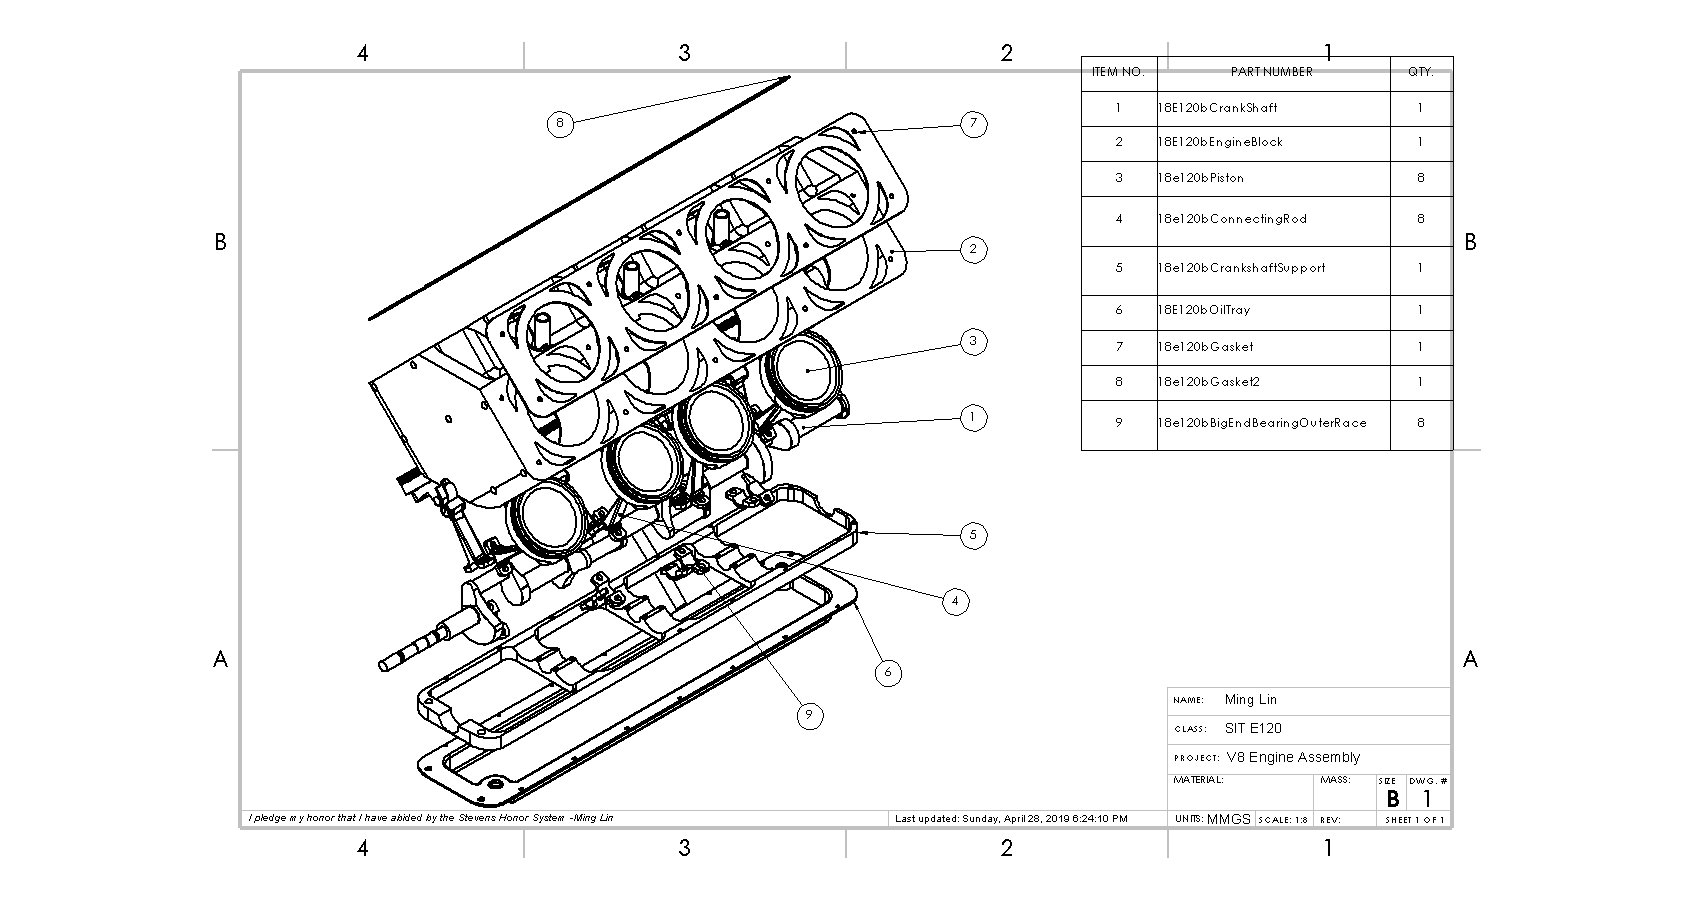 4 3 2 1
ITEM NO. PART NUMBER QTY.
1 18E120bCrankShaft 1
2 18E120bEngineBlock 1
3 18e120bPiston 8
4 18e120bConnectingRod 8
5 18e120bCrankshaftSupport 1
6 18E120bOilTray 1
7 18e120bGasket 1
8 18e120bGasket2 1
9 18e120bBigEndBearingOuterRace 8
8
7
B
2
B
3
1
5
4
A
6
A
9
NAME: Ming Lin
CLASS: SIT E120
PROJECT: V8 Engine Assembly
MATERIAL: MASS: SIZE DWG. #
B 1
I pledge my honor that I have abided by the Stevens Honor System -Ming Lin
Last updated: Sunday, April 28, 2019 6:24:10 PM
UNITS: MMGS SCALE: 1:8 REV: SHEET 1 OF 1
4 3 2 1